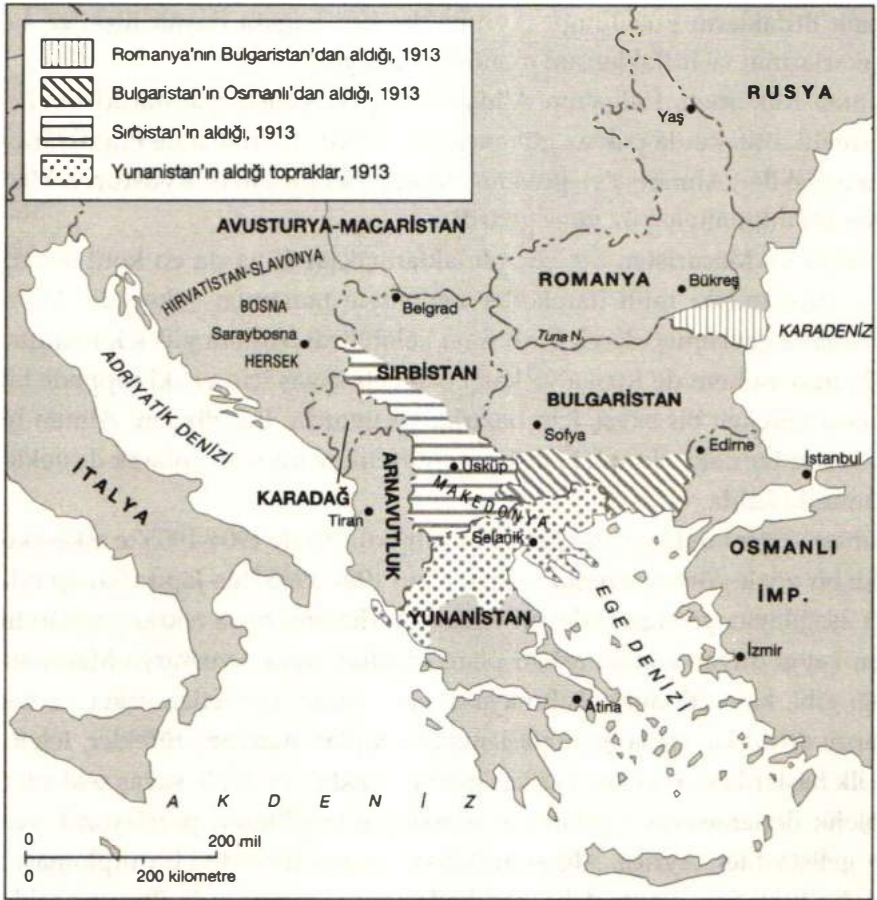 Romanya'nın Bulgaristan'dan aldığı, 1913
Bulgaristan'ın Osmanlı'dan aldığı, 1913
Sırbistan'ın aldığı, 1913
Yunanistan'ın aldığı topraklar, 1913
RUSYA
Yaş
AVUSTURYA-MACARİSTAN
HIRVATİSTAN-SLAVONYA
ROMANYA
Bükreş
BOSNA
Belgrad
Saraybosna
Tuna N.
KARADENİZ
HERSEK
ADRİYATİK DENİZİ
SIRBİSTAN
BULGARİSTAN
Sofya
Edirne
İstanbul
İTALYA
Üsküp
KARADAĞ
ARNAVUTLUK
MAKEDONYA
Tiran
Selanik
OSMANLI
İMP.
YUNANİSTAN
EGE DENİZİ
İzmir
Atina
AKDENİZ
0 200 mil
0 200 kilometre